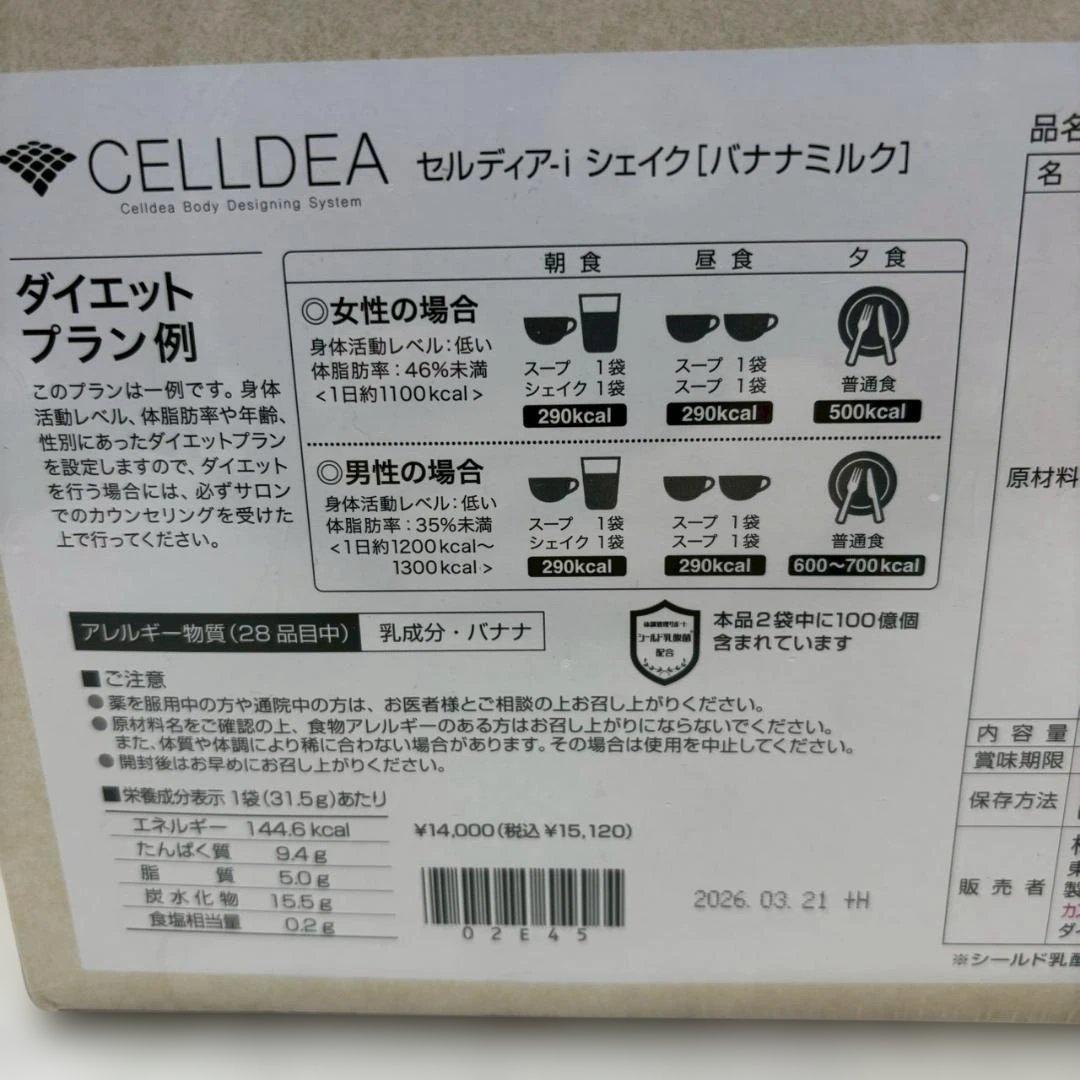 CELLDEA
Celldea Body Designing System
セルディア-i シェイク[バナナミルク]
ダイエット
プラン例
このプランは一例です。身体
活動レベル、体脂肪率や年齢、
性別にあったダイエットプラン
を設定しますので、ダイエット
を行う場合には、必ずサロン
でのカウンセリングを受けた
上で行ってください。
朝食 昼食 夕食
◎女性の場合
身体活動レベル:低い
体脂肪率:46%未満
<1日約1100kcal>
スープ 1袋
シェイク 1袋
290kcal
スープ 1袋
スープ 1袋
290kcal
普通食
500kcal
◎男性の場合
身体活動レベル:低い
体脂肪率:35%未満
<1日約1200kcal〜
1300kcal>
スープ 1袋
シェイク 1袋
290kcal
スープ 1袋
スープ 1袋
290kcal
普通食
600〜700kcal
アレルギー物質(28品目中) 乳成分・バナナ
体調管理サポート
シールド乳酸菌®
配合
本品2袋中に100億個
含まれています
■ご注意
●薬を服用中の方や通院中の方は、お医者様とご相談の上お召し上がりください。
●原材料名をご確認の上、食物アレルギーのある方はお召し上がりにならないでください。
また、体質や体調により稀に合わない場合があります。その場合は使用を中止してください。
●開封後はお早めにお召し上がりください。
■栄養成分表示 1袋(31.5g)あたり
エネルギー 144.6kcal
たんぱく質 9.4g
脂質 5.0g
炭水化物 15.5g
食塩相当量 0.2g
¥14,000(税込¥15,120)
02E45
2026.03.21 +H
品名
名
原材料
内容量
賞味期限
保存方法
販売者
東
製
カス
ダイ
※シールド乳酸